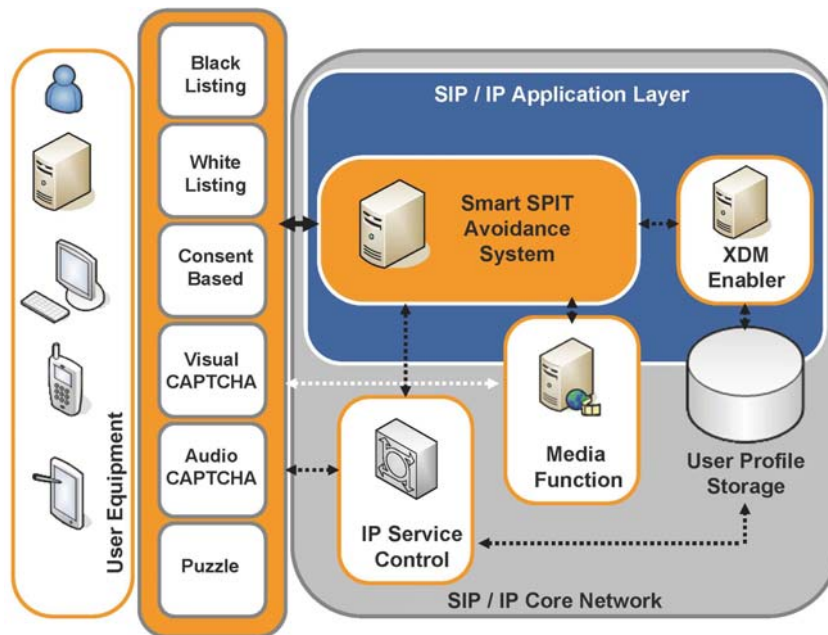 User Equipment
Black
Listing
White
Listing
Consent
Based
Visual
CAPTCHA
Audio
CAPTCHA
Puzzle
SIP / IP Application Layer
Smart SPIT
Avoidance
System
XDM
Enabler
Media
Function
User Profile
Storage
IP Service
Control
SIP / IP Core Network